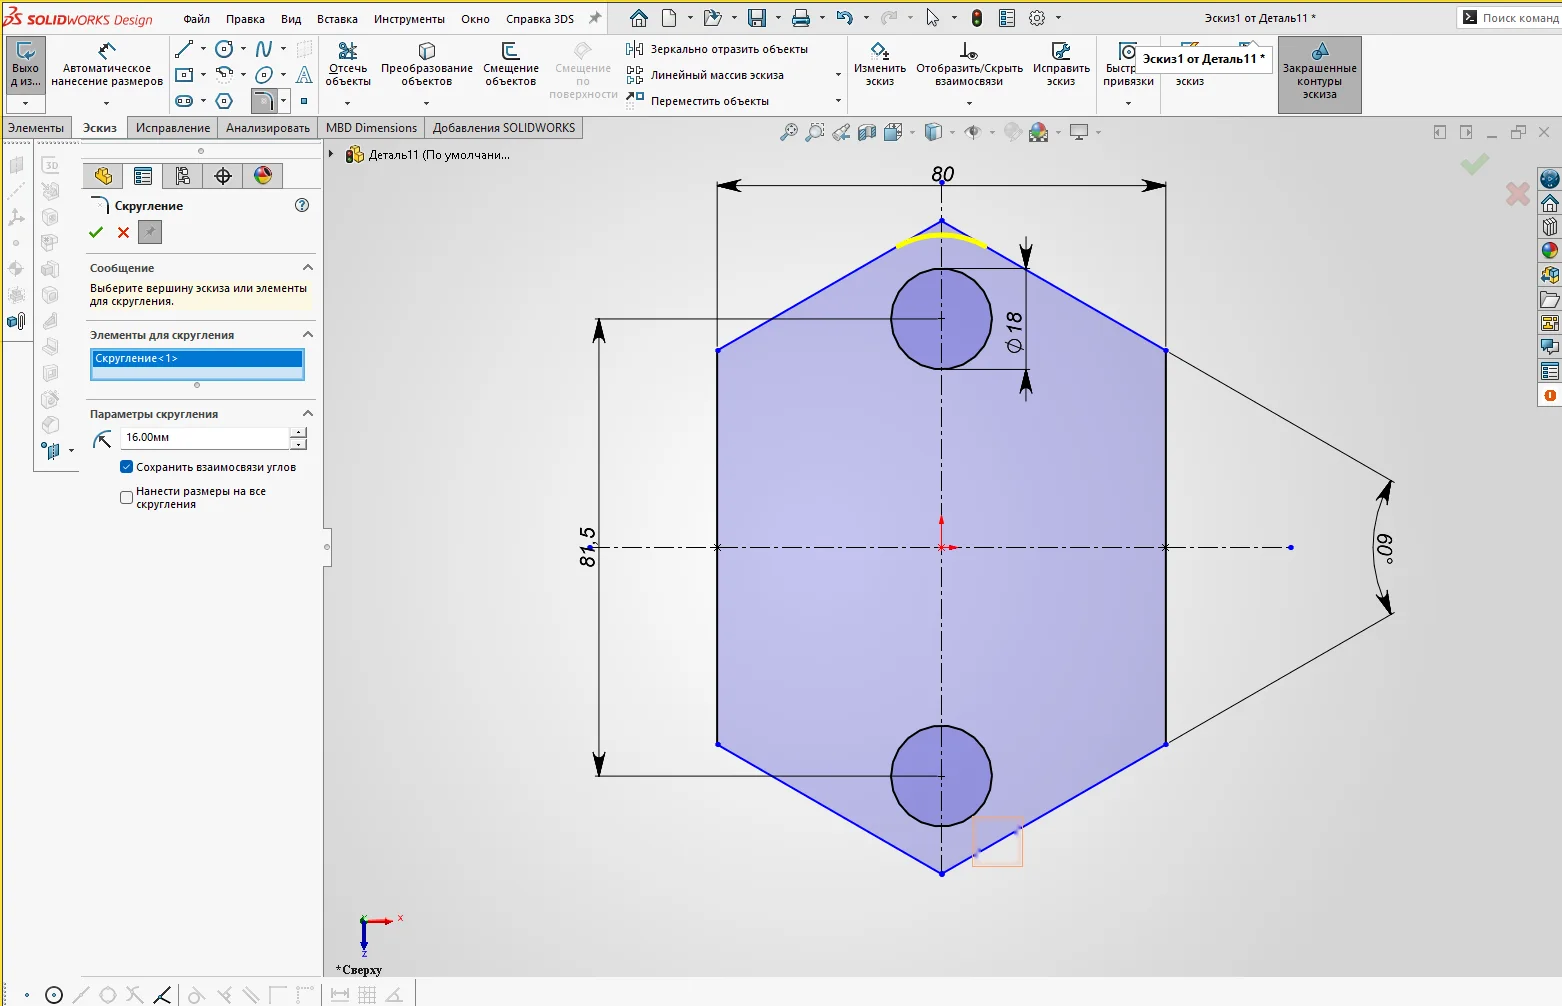 SOLIDWORKS Design
Файл Правка Вид Вставка Инструменты Окно Справка 3DS
Эскиз1 от Деталь11 *
Поиск команд
Выхо
д из...
Автоматическое
нанесение размеров
Отсечь
объекты
Преобразование
объектов
Смещение
объектов
Смещение
по
поверхности
Зеркально отразить объекты
Линейный массив эскиза
Переместить объекты
Изменить
эскиз
Отобразить/Скрыть
взаимосвязи
Исправить
эскиз
Быстр
привязки
Эскиз1 от Деталь11 *
эскиз
Закрашенные
контуры
эскиза
Элементы Эскиз Исправление Анализировать MBD Dimensions Добавления SOLIDWORKS
Деталь11 (По умолчани...
Скругление
Сообщение
Выберите вершину эскиза или элементы
для скругления.
Элементы для скругления
Скругление<1>
Параметры скругления
16.00мм
Сохранить взаимосвязи углов
Нанести размеры на все
скругления
3D
80
∅18
81,5
60°
X
Y
Z
*Сверху